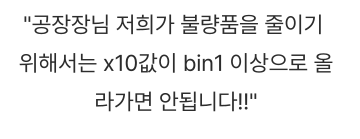 "공장장님 저희가 불량품을 줄이기
위해서는 x10값이 bin1 이상으로 올
라가면 안됩니다!!"